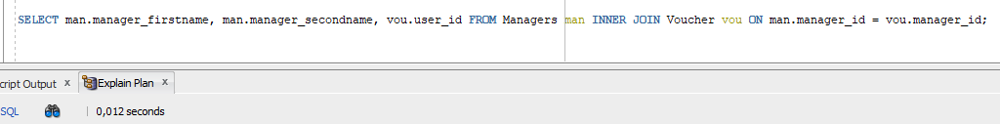 SELECT man.manager_firstname, man.manager_secondname, vou.user_id FROM Managers man INNER JOIN Voucher vou ON man.manager_id = vou.manager_id;
cript Output x Explain Plan x
SQL | 0,012 seconds